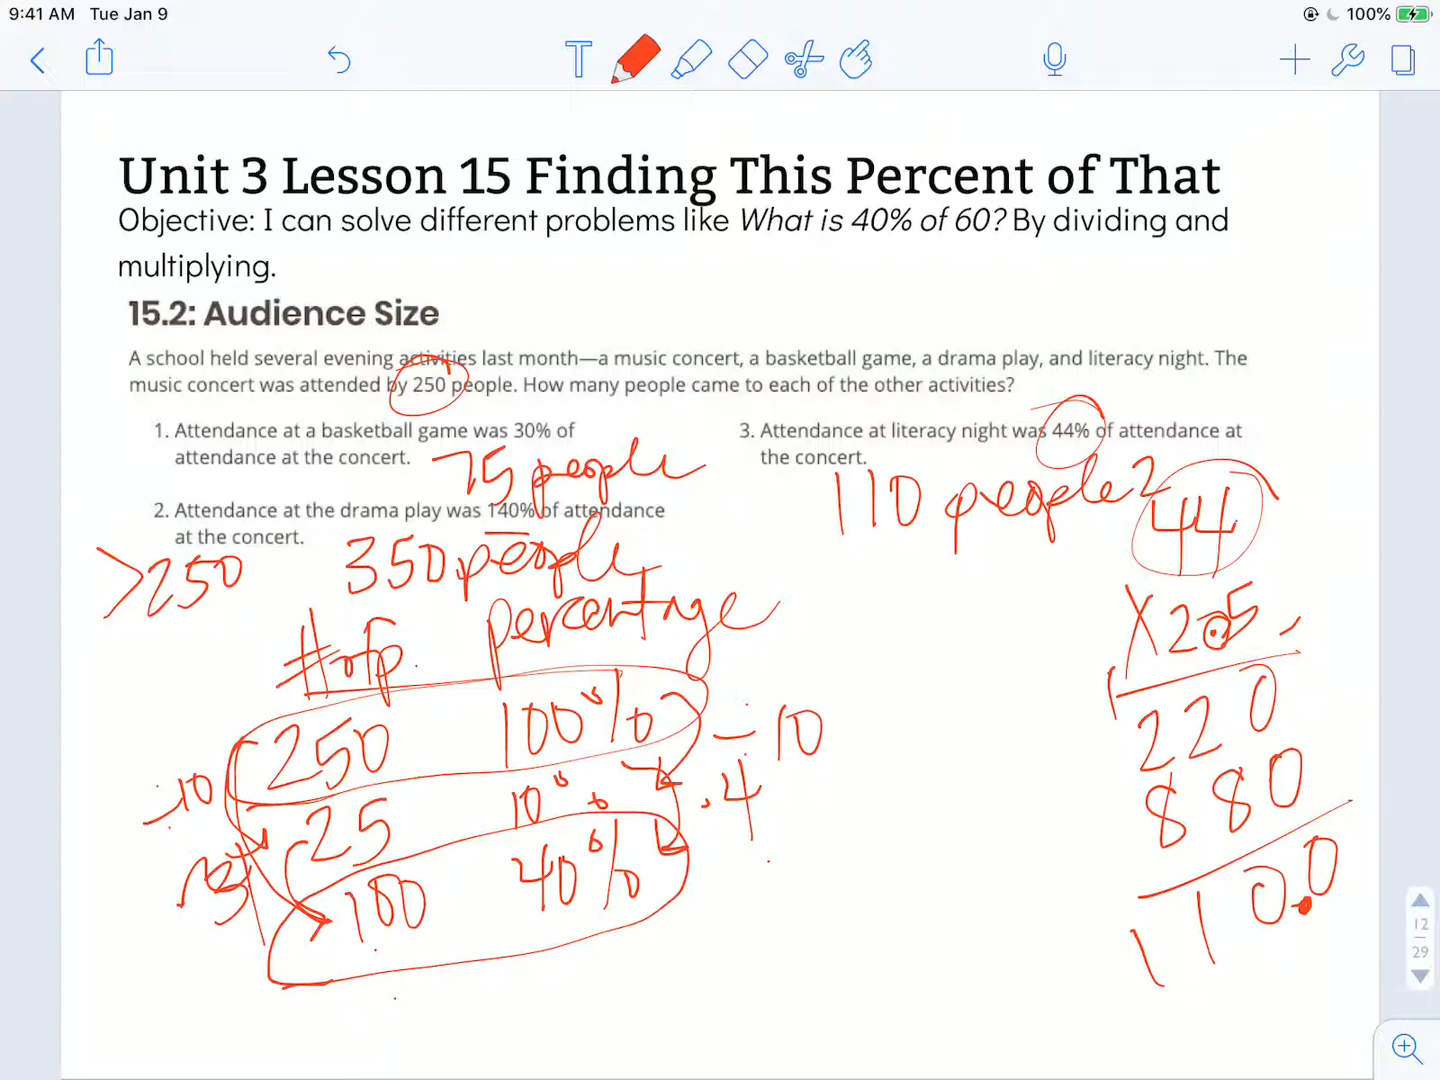 9:41 AM Tue Jan 9
100%
T
Unit 3 Lesson 15 Finding This Percent of That
Objective: I can solve different problems like What is 40% of 60? By dividing and
multiplying.
15.2: Audience Size
A school held several evening activities last month—a music concert, a basketball game, a drama play, and literacy night. The
music concert was attended by 250 people. How many people came to each of the other activities?
1. Attendance at a basketball game was 30% of
attendance at the concert.
75 people
2. Attendance at the drama play was 140% of attendance
at the concert.
>250
350 people
3. Attendance at literacy night was 44% of attendance at
the concert.
110 people
2
44
X 2.5
220
880
110.0
# of p. percentage
250 100%
÷10
÷10
25 10%
.4
100 40%
12
29